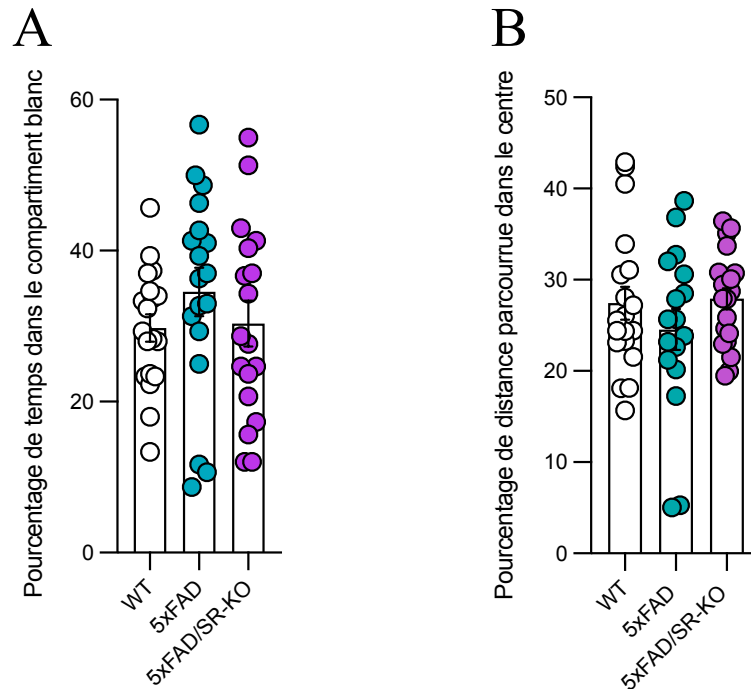 A
Pourcentage de temps dans le compartiment blanc
60
40
20
0
WT
5xFAD
5xFAD/SR-KO
B
Pourcentage de distance parcourrue dans le centre
50
40
30
20
10
0
WT
5xFAD
5xFAD/SR-KO